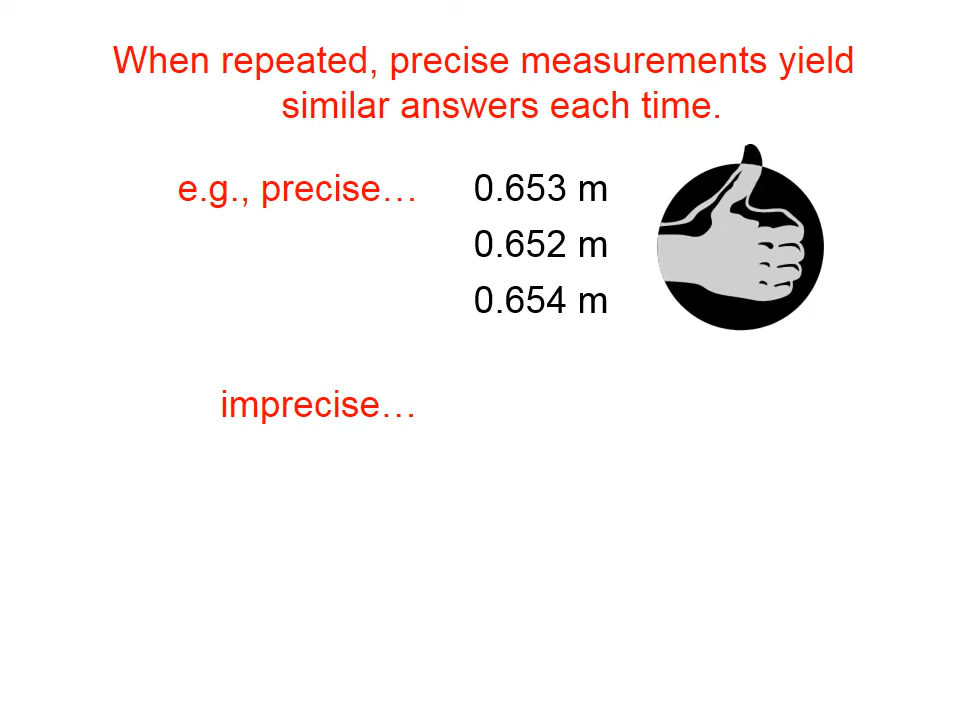 When repeated, precise measurements yield
similar answers each time.
e.g., precise… 0.653 m
0.652 m
0.654 m
imprecise…